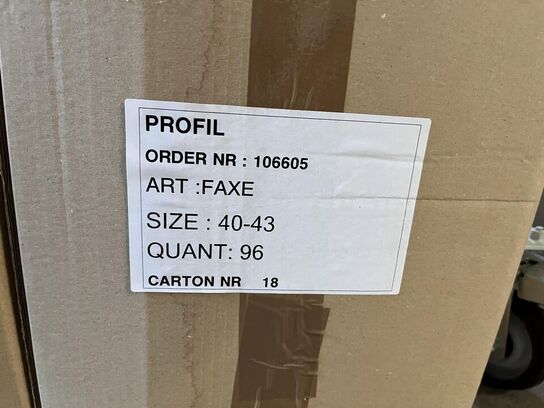 PROFIL
ORDER NR : 106605
ART :FAXE
SIZE : 40-43
QUANT: 96
CARTON NR 18